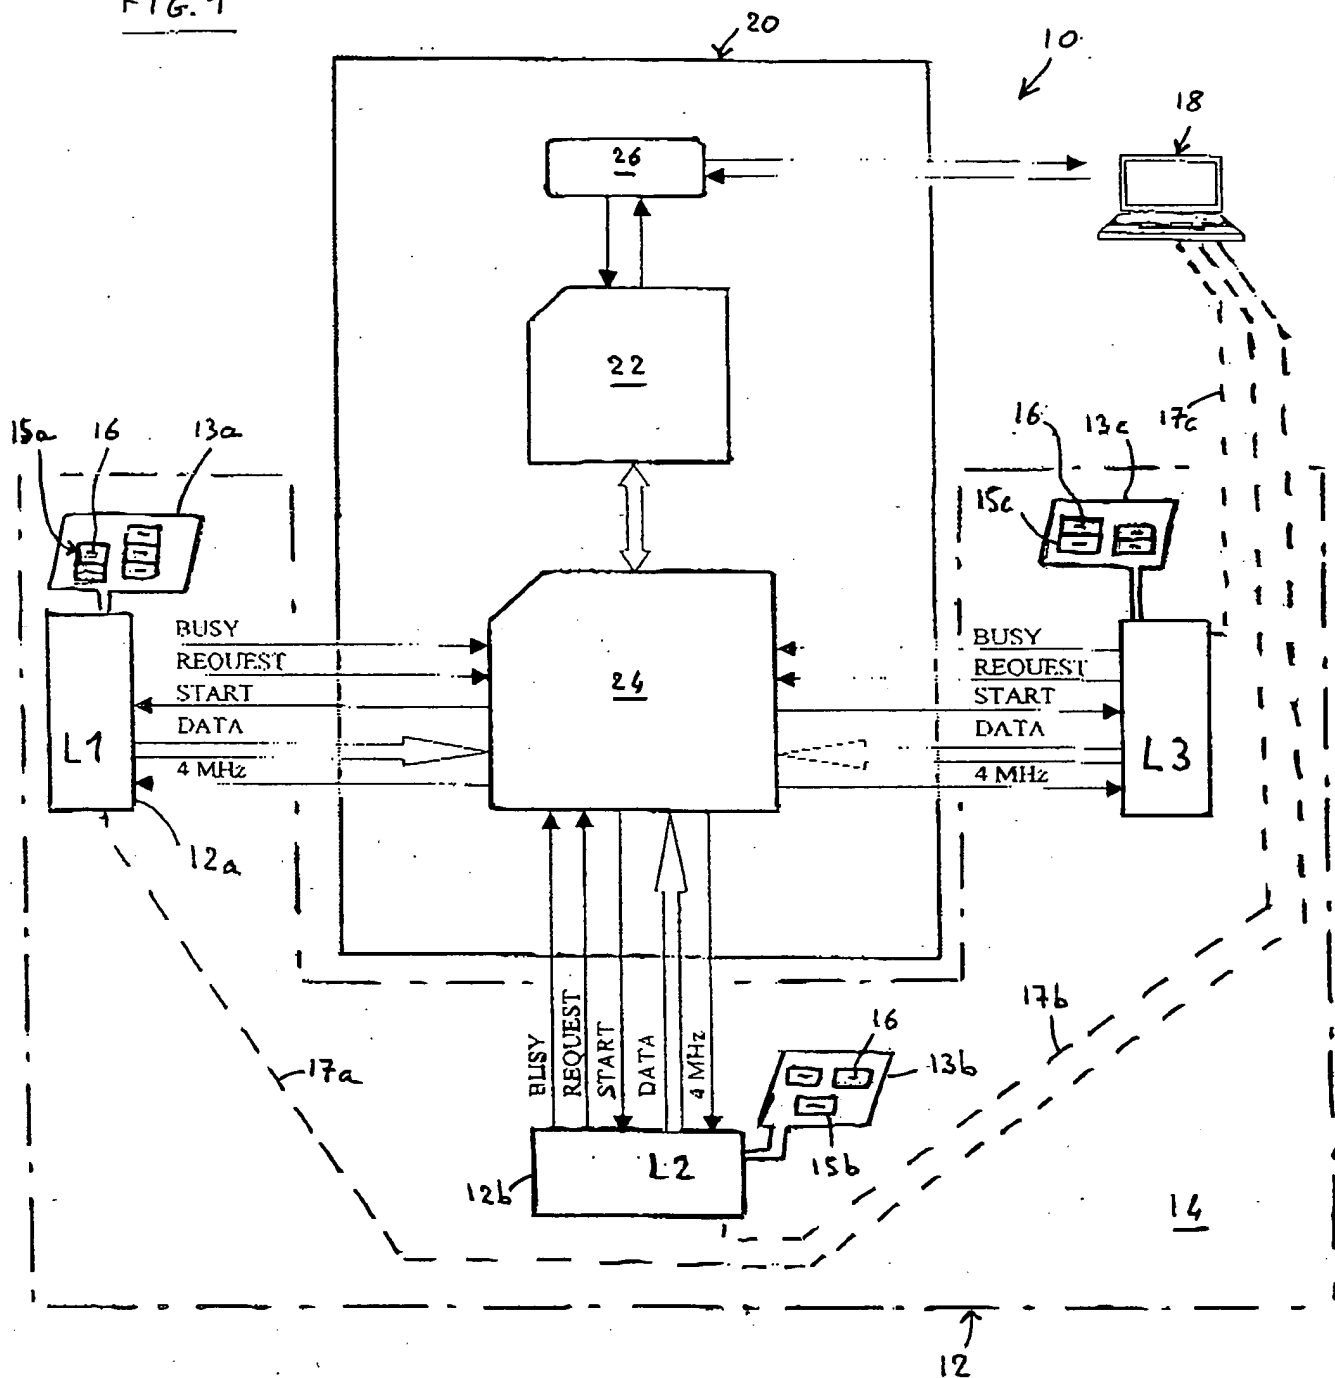 FIG. 1
20
10
18
26
22
15a
16
13a
16
13c
17c
15c
BUSY
REQUEST
START
DATA
4 MHz
L1
12a
24
BUSY
REQUEST
START
DATA
4 MHz
L3
BUSY
REQUEST
START
DATA
4 MHz
17a
17b
16
13b
15b
12b
L2
14
12